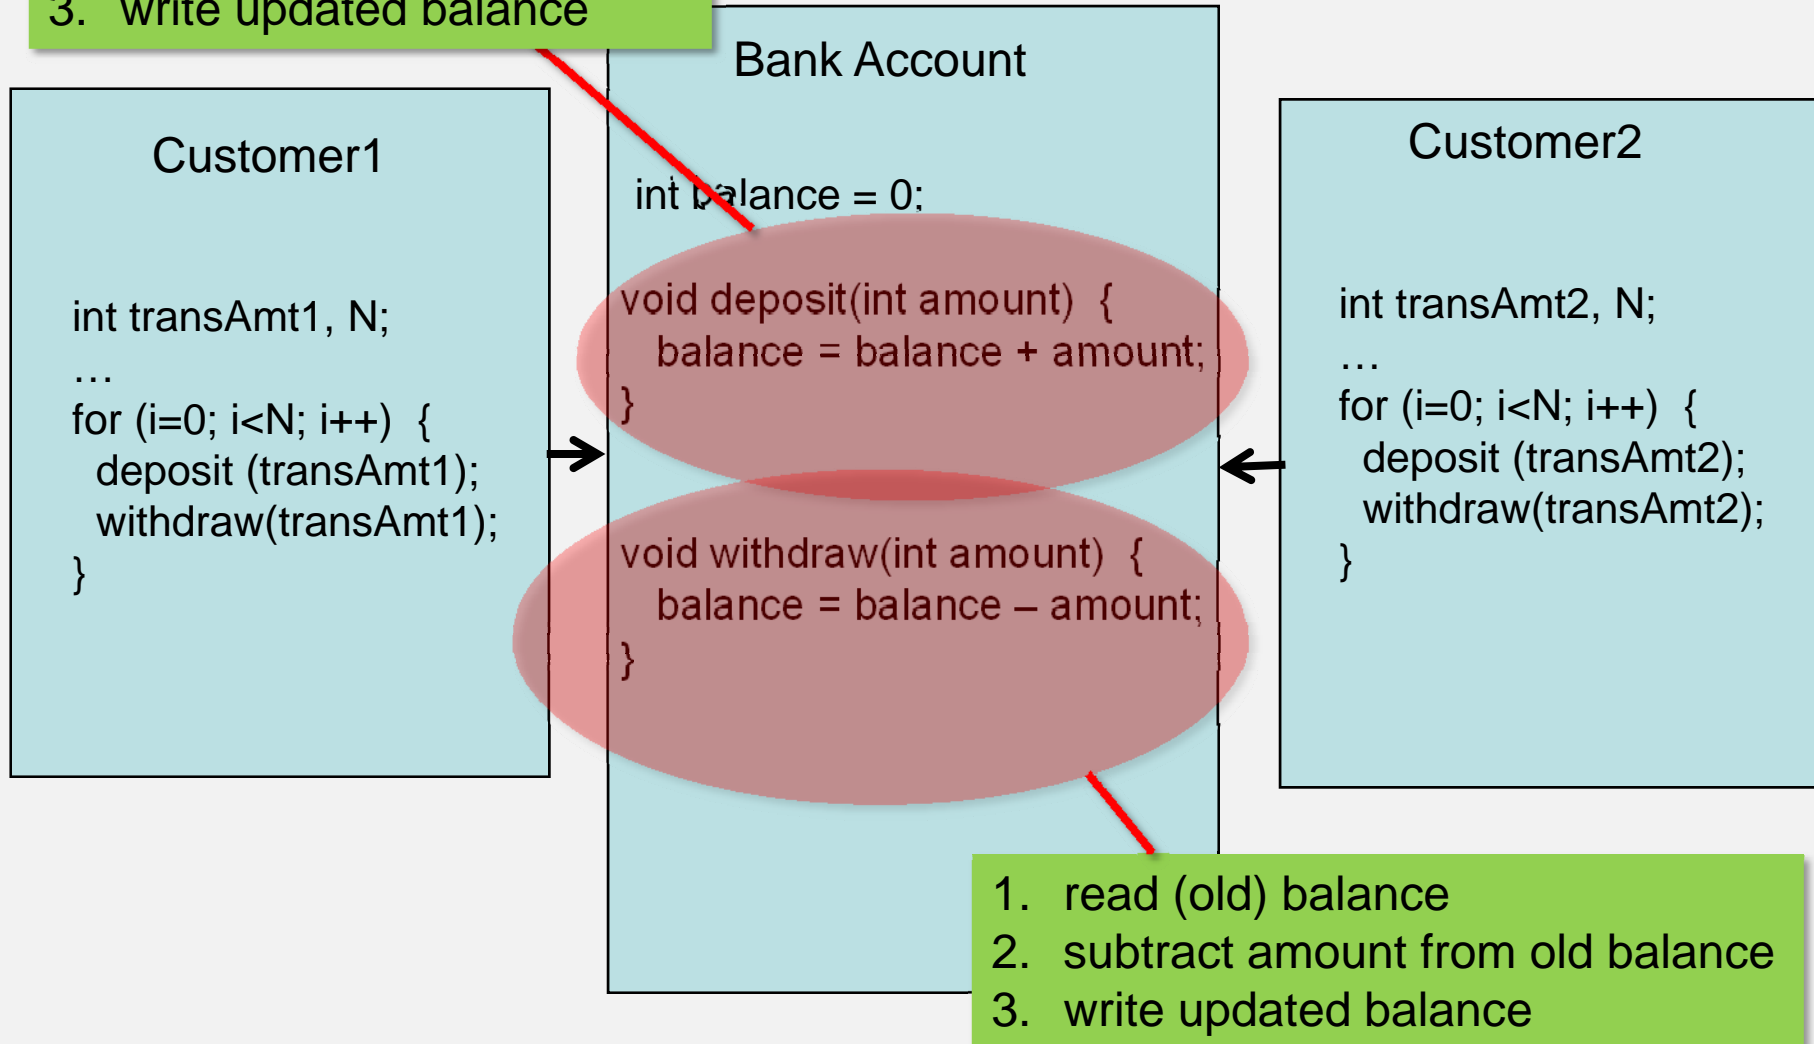 3. write updated balance
Bank Account
int balance = 0;
void deposit(int amount) {
balance = balance + amount;
}
void withdraw(int amount) {
balance = balance – amount;
}
Customer1
int transAmt1, N;
…
for (i=0; i<N; i++) {
deposit (transAmt1);
withdraw(transAmt1);
}
Customer2
int transAmt2, N;
…
for (i=0; i<N; i++) {
deposit (transAmt2);
withdraw(transAmt2);
}
1. read (old) balance
2. subtract amount from old balance
3. write updated balance